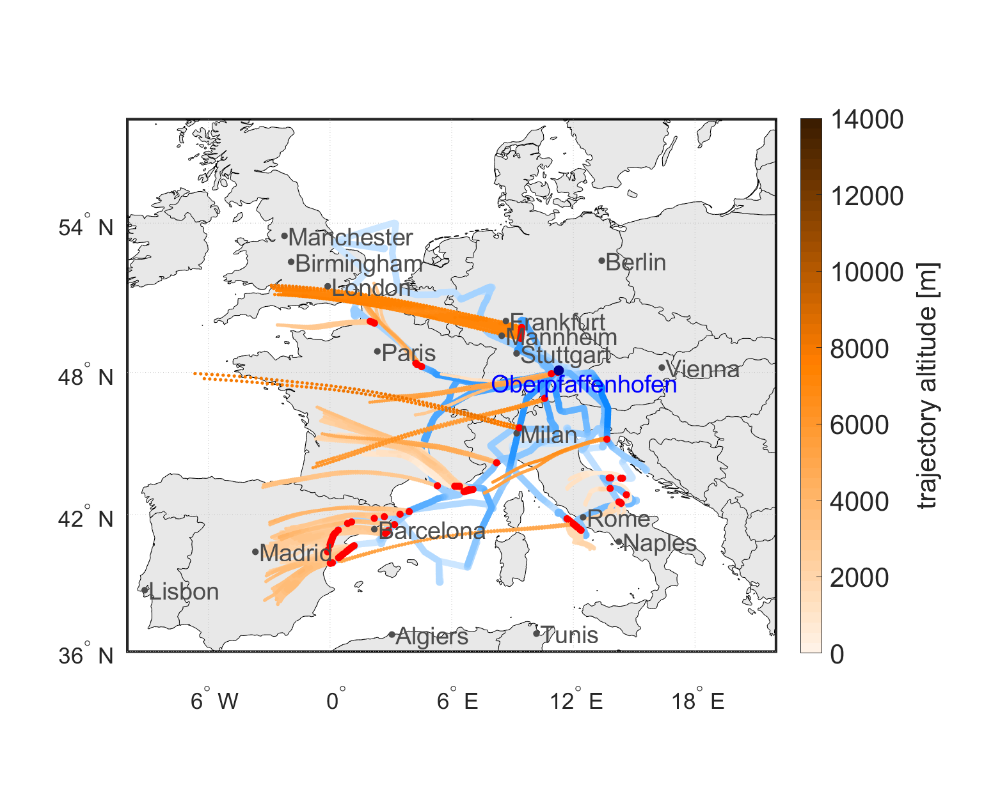 14000
12000
10000
8000
6000
4000
2000
0
trajectory altitude [m]
54° N
48° N
42° N
36° N
6° W
0°
6° E
12° E
18° E
Manchester
Birmingham
London
Berlin
Frankfurt
Mannheim
Stuttgart
Paris
Vienna
Oberpfaffenhofen
Milan
Rome
Barcelona
Naples
Madrid
Lisbon
Algiers
Tunis